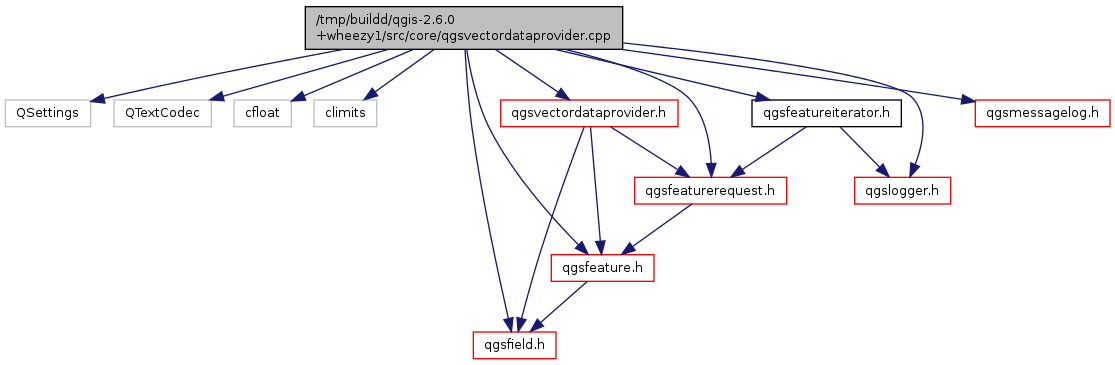 /tmp/buildd/qgis-2.6.0
+wheezy1/src/core/qgsvectordataprovider.cpp
QSettings
QTextCodec
cfloat
climits
qgsvectordataprovider.h
qgsfeatureiterator.h
qgsmessagelog.h
qgsfeaturerequest.h
qgslogger.h
qgsfeature.h
qgsfield.h